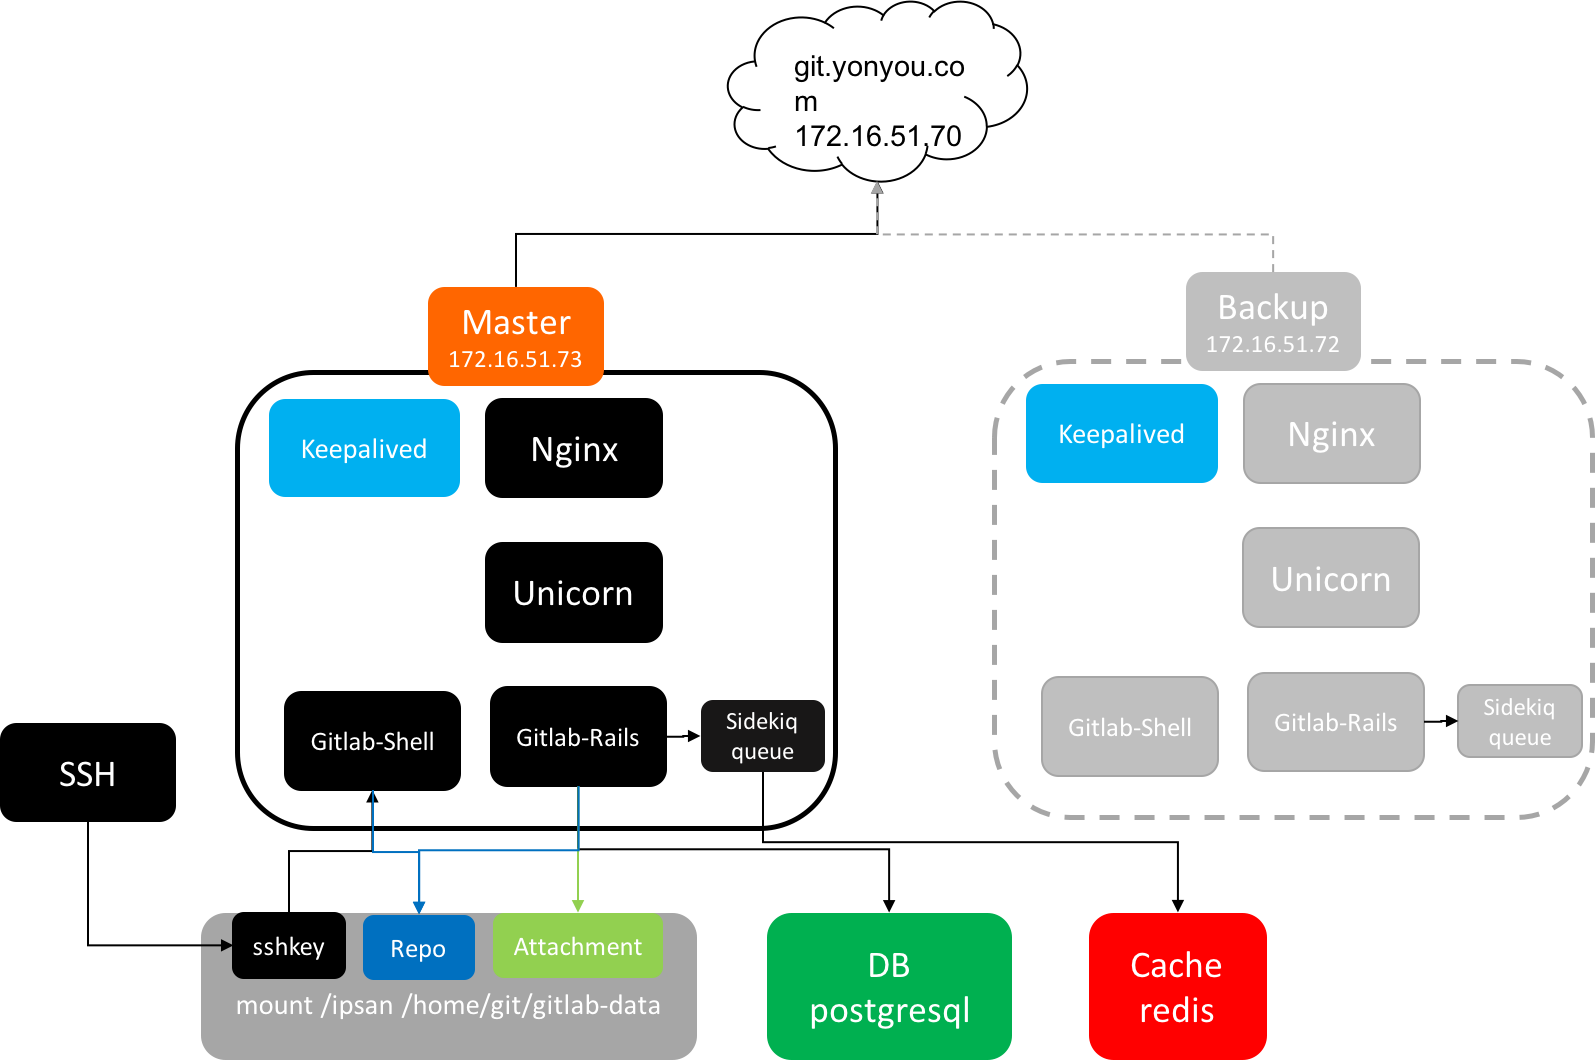 git.yonyou.co
m
172.16.51.70
Master
172.16.51.73
Backup
172.16.51.72
Keepalived
Nginx
Keepalived
Nginx
Unicorn
Unicorn
Gitlab-Shell
Gitlab-Rails
Sidekiq
queue
Gitlab-Shell
Gitlab-Rails
Sidekiq
queue
SSH
sshkey
Repo
Attachment
mount /ipsan /home/git/gitlab-data
DB
postgresql
Cache
redis